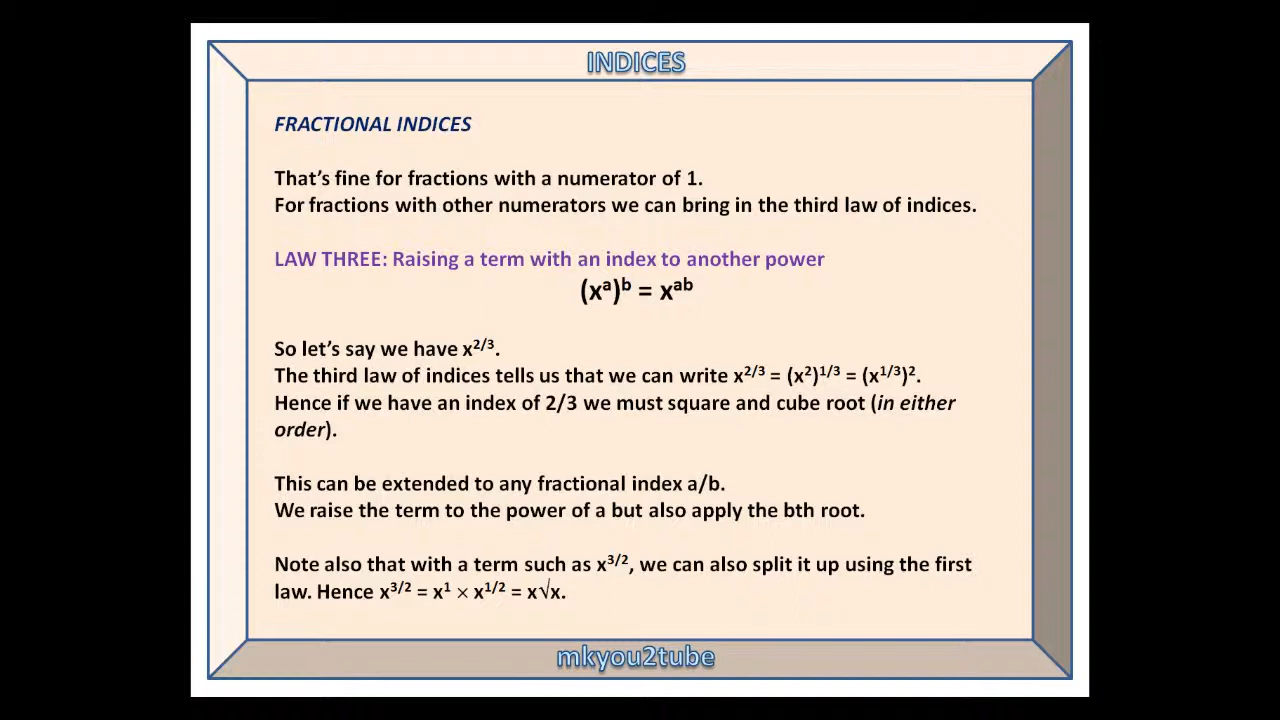 INDICES
FRACTIONAL INDICES
That's fine for fractions with a numerator of 1.
For fractions with other numerators we can bring in the third law of indices.
LAW THREE: Raising a term with an index to another power
(xᵃ)ᵇ = xᵃᵇ
So let's say we have x²ᐟ³.
The third law of indices tells us that we can write x²ᐟ³ = (x²)¹ᐟ³ = (x¹ᐟ³)².
Hence if we have an index of 2/3 we must square and cube root (in either
order).
This can be extended to any fractional index a/b.
We raise the term to the power of a but also apply the bth root.
Note also that with a term such as x³ᐟ², we can also split it up using the first
law. Hence x³ᐟ² = x¹ × x¹ᐟ² = x√x.
mkyou2tube